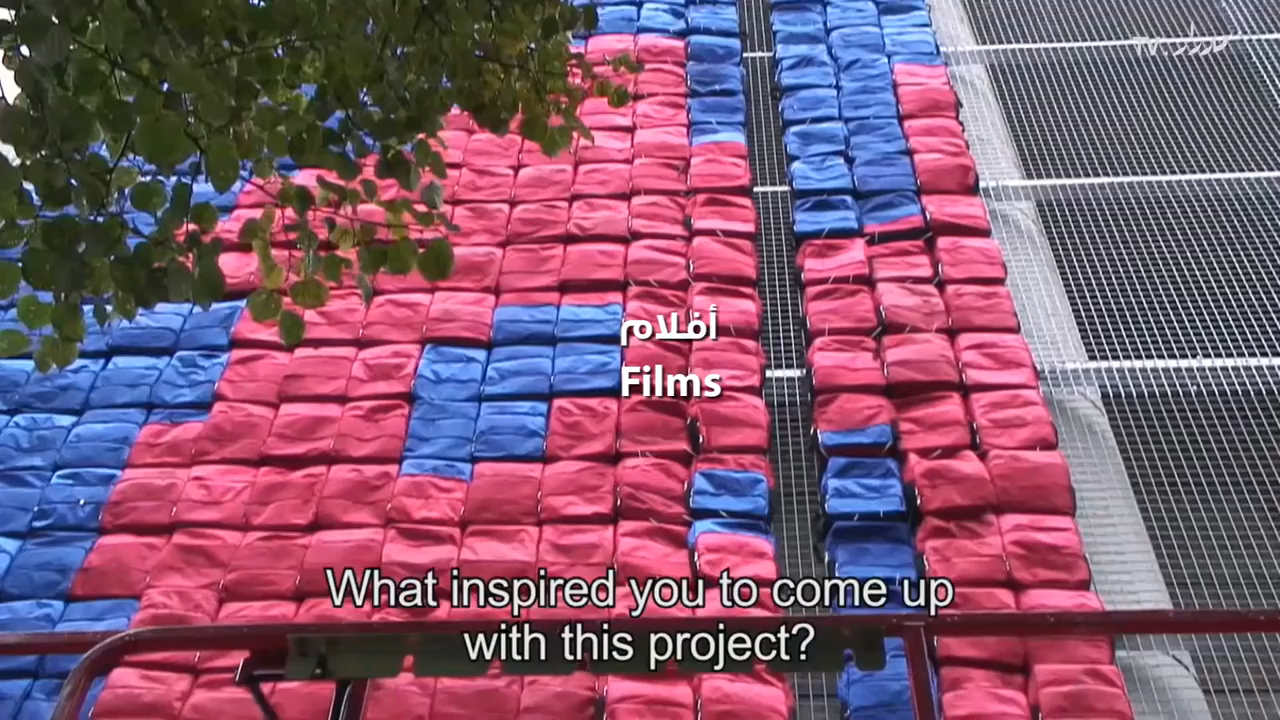 أفلام
Films
What inspired you to come up
with this project?